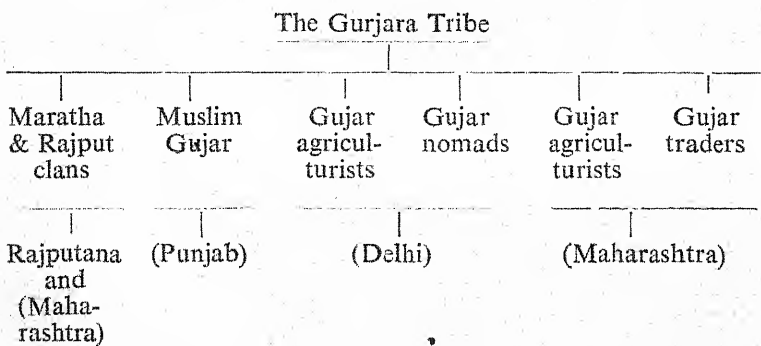 The Gurjara Tribe
Maratha Muslim Gujar Gujar Gujar Gujar
& Rajput Gujar agricul- nomads agricul- traders
clans turists turists
Rajputana (Punjab) (Delhi) (Maharashtra)
and
(Maha-
rashtra)